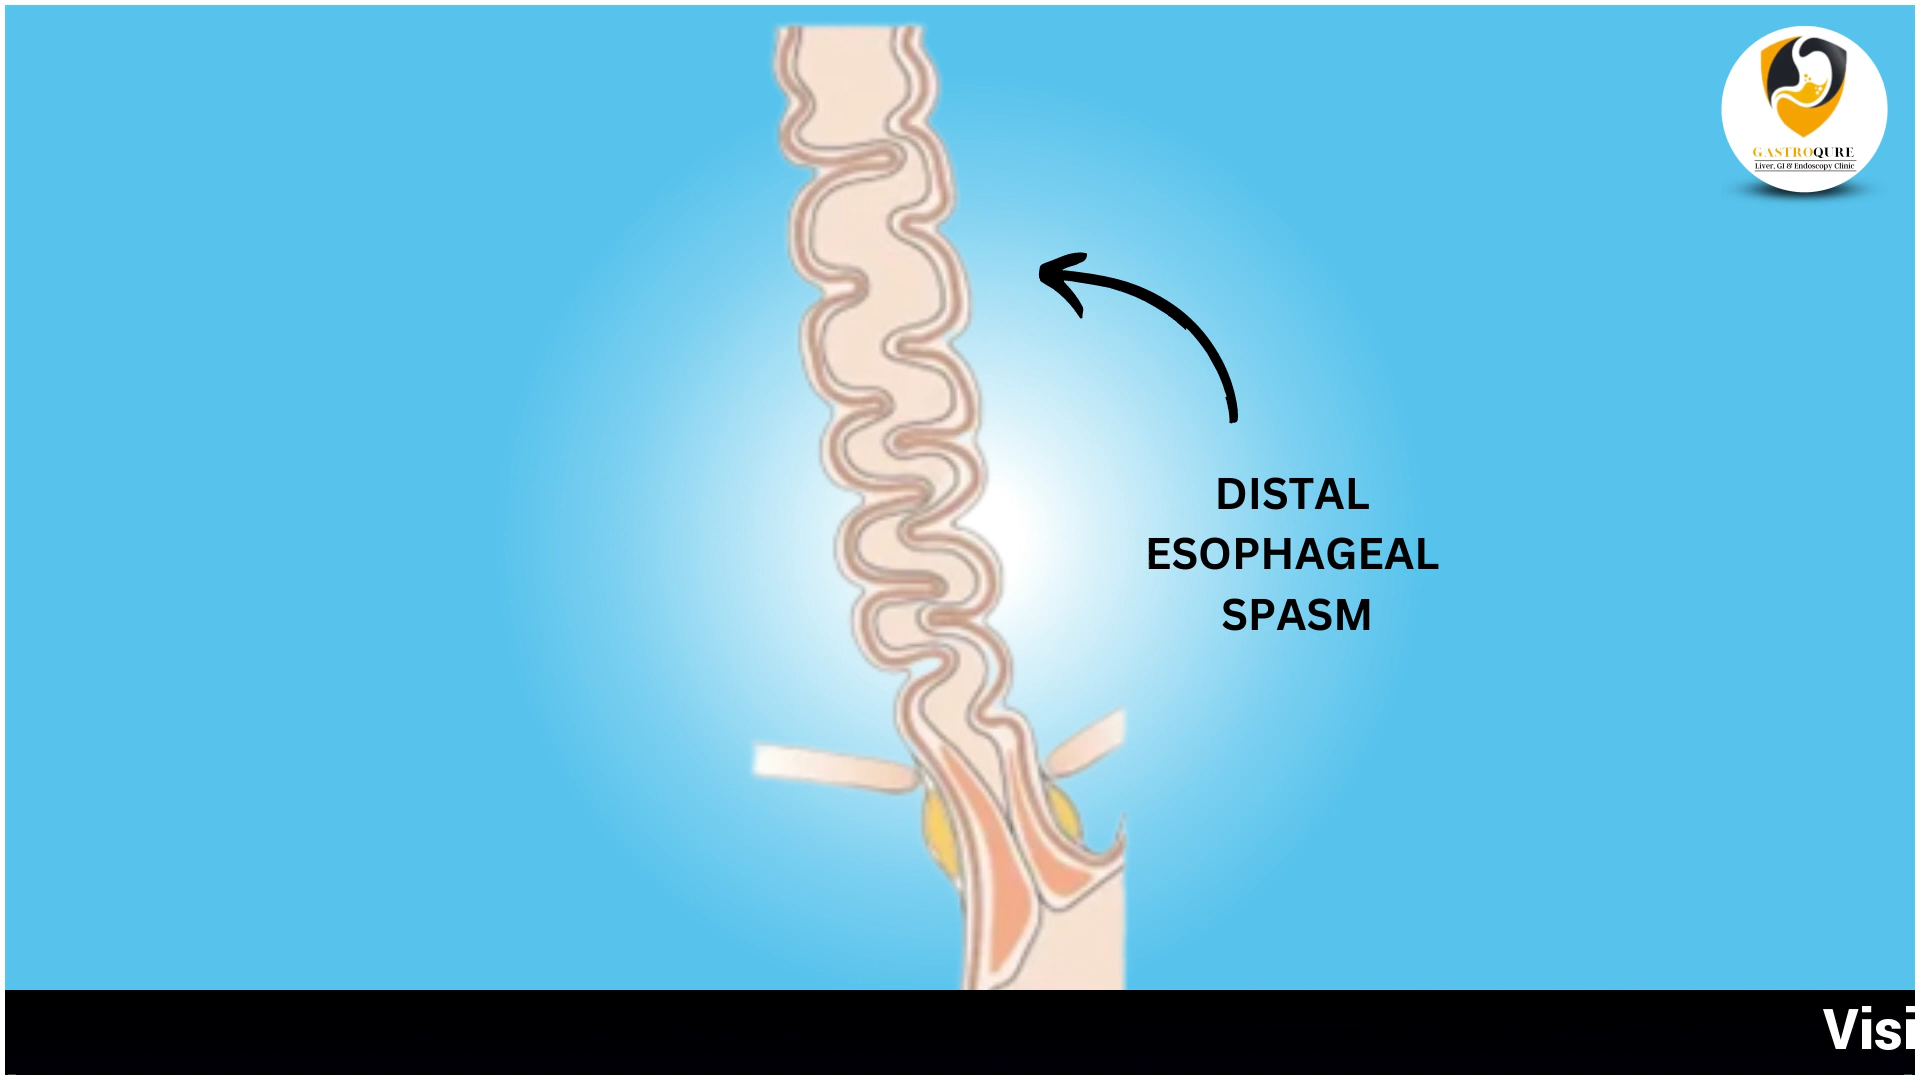 GASTROQURE
Liver, GI & Endoscopy Clinic
DISTAL
ESOPHAGEAL
SPASM
Visi